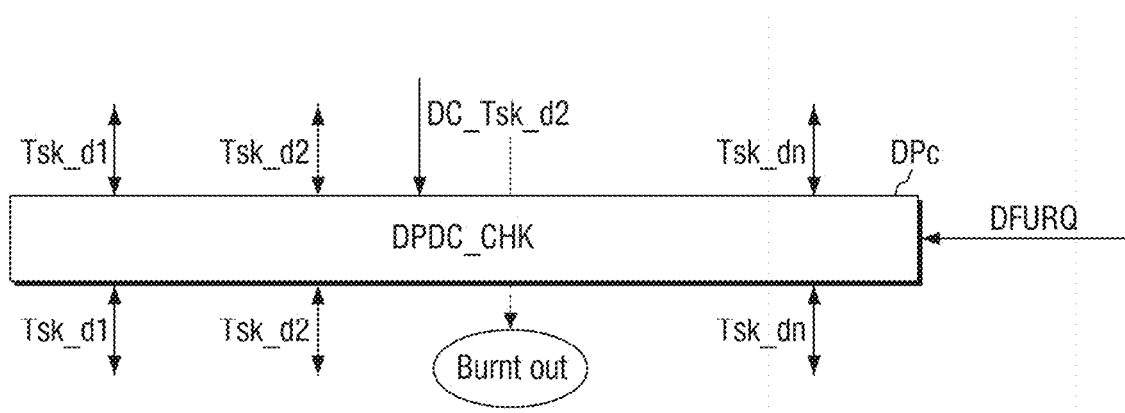 DC_Tsk_d2
Tsk_d1
Tsk_d2
Tsk_dn
DPc
DPDC_CHK
DFURQ
Tsk_d1
Tsk_d2
Tsk_dn
Burnt out